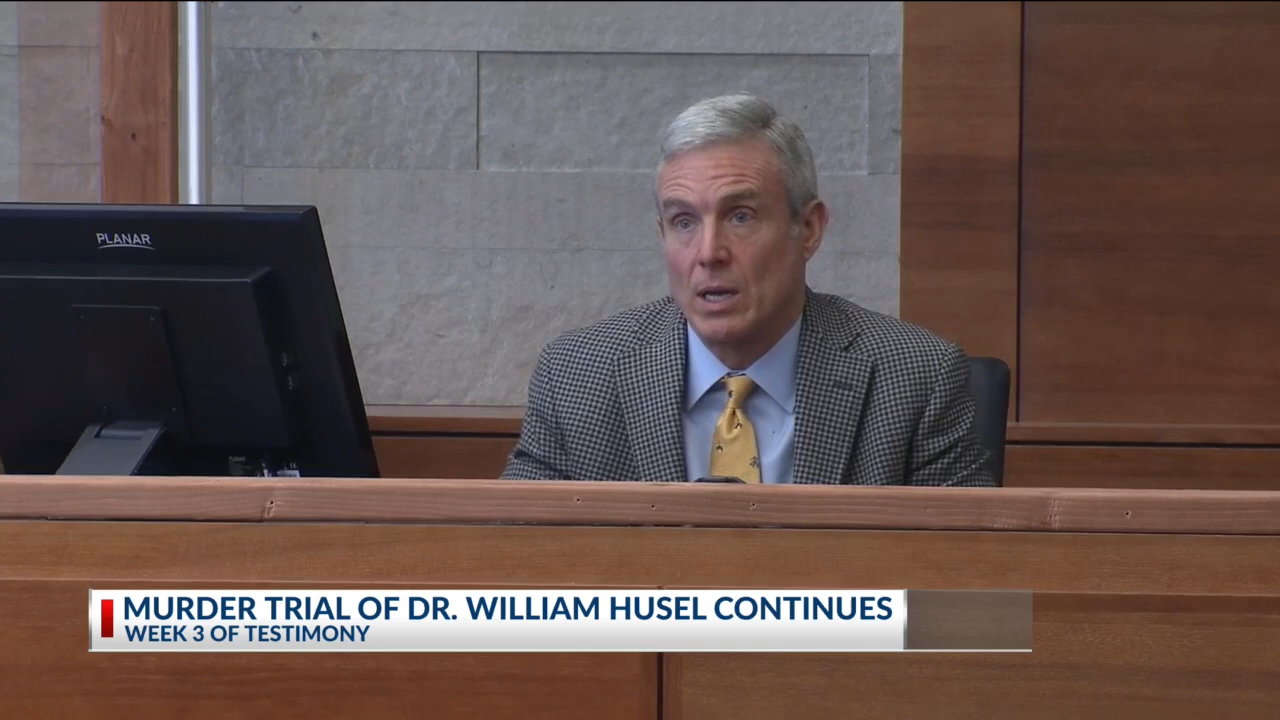 PLANAR
MURDER TRIAL OF DR. WILLIAM HUSEL CONTINUES
WEEK 3 OF TESTIMONY